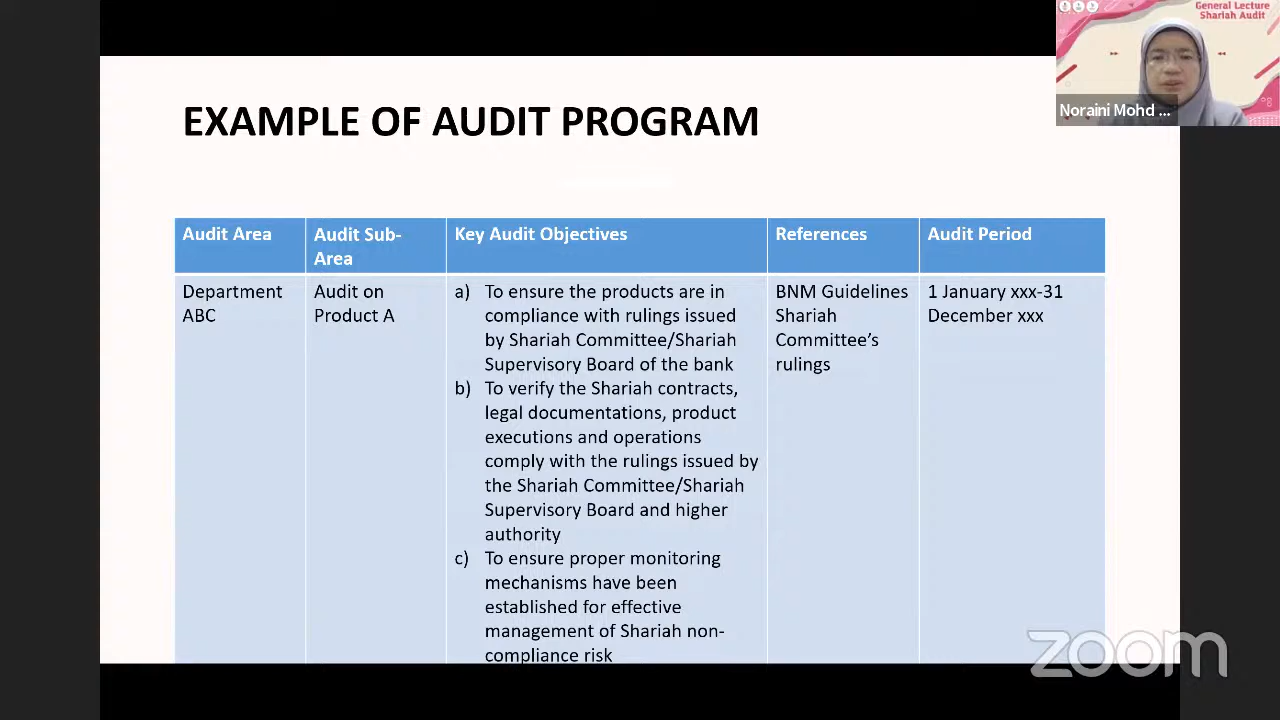 General Lecture
Shariah Audit
Noraini Mohd ...
EXAMPLE OF AUDIT PROGRAM
Audit Area
Audit Sub-
Area
Key Audit Objectives
References
Audit Period
Department
ABC
Audit on
Product A
a) To ensure the products are in
compliance with rulings issued
by Shariah Committee/Shariah
Supervisory Board of the bank
b) To verify the Shariah contracts,
legal documentations, product
executions and operations
comply with the rulings issued by
the Shariah Committee/Shariah
Supervisory Board and higher
authority
c) To ensure proper monitoring
mechanisms have been
established for effective
management of Shariah non-
compliance risk
BNM Guidelines
Shariah
Committee's
rulings
1 January xxx-31
December xxx
zoom